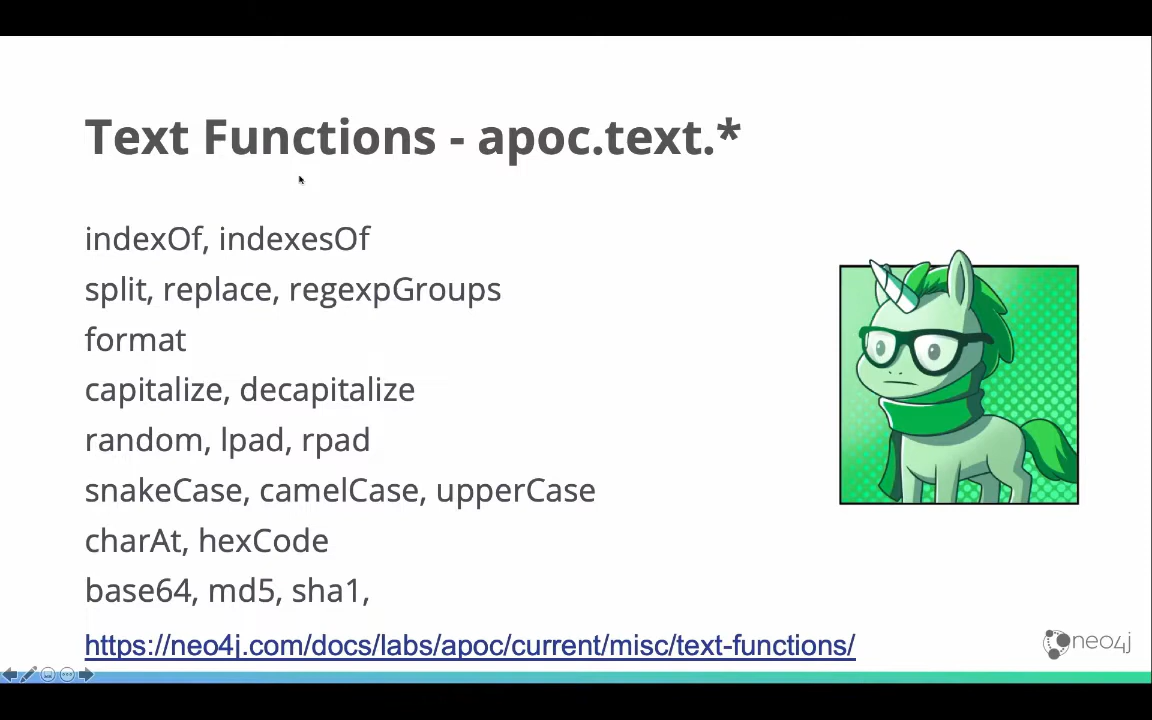 Text Functions - apoc.text.*
indexOf, indexesOf
split, replace, regexpGroups
format
capitalize, decapitalize
random, lpad, rpad
snakeCase, camelCase, upperCase
charAt, hexCode
base64, md5, sha1,
https://neo4j.com/docs/labs/apoc/current/misc/text-functions/
neo4j